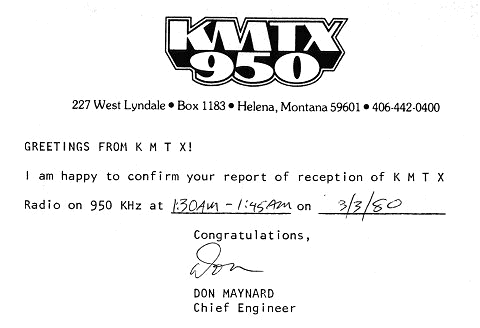 KMTX
950
227 West Lyndale • Box 1183 • Helena, Montana 59601 • 406-442-0400
GREETINGS FROM K M T X!
I am happy to confirm your report of reception of K M T X
Radio on 950 KHz at 1:30AM - 1:45AM on 3/3/80
Congratulations,
Don
DON MAYNARD
Chief Engineer